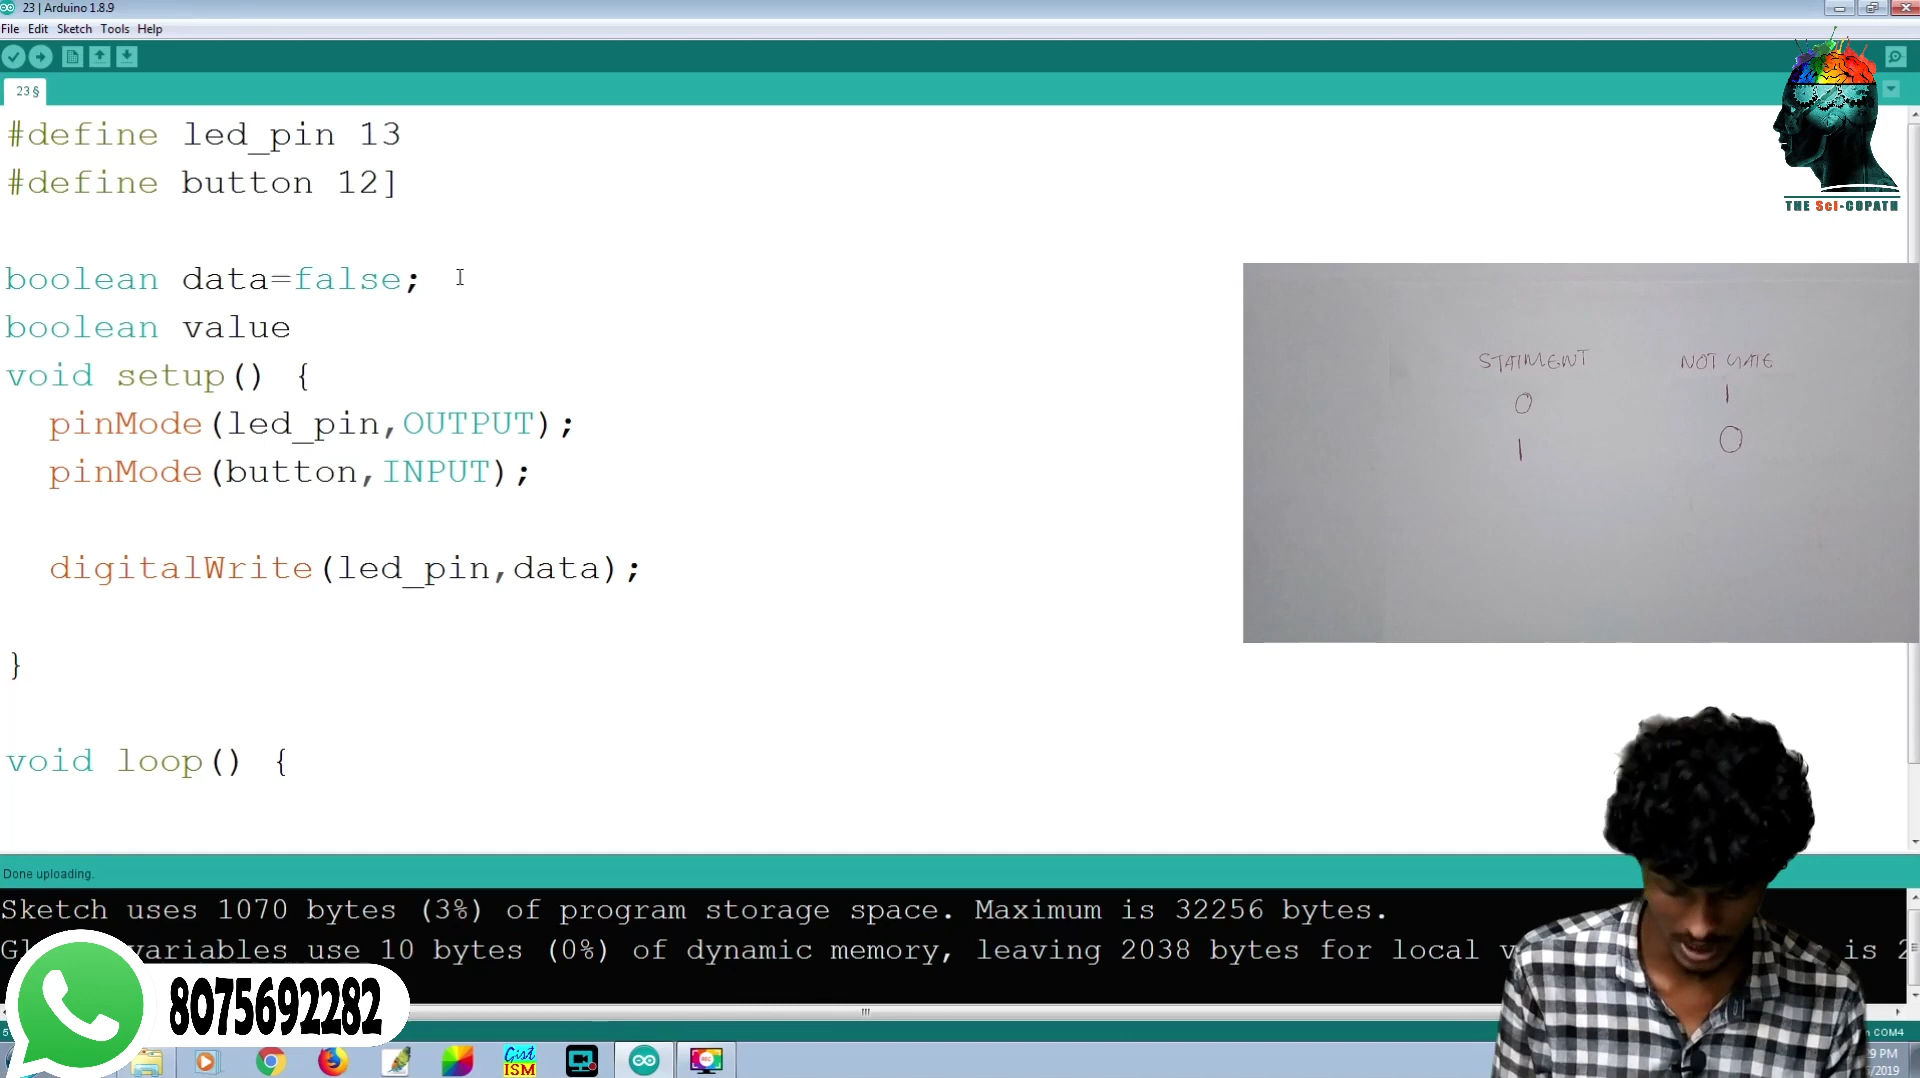 23 | Arduino 1.8.9
File Edit Sketch Tools Help
23 §
#define led_pin 13
#define button 12]
boolean data=false;
boolean value
void setup() {
pinMode(led_pin,OUTPUT);
pinMode(button,INPUT);
digitalWrite(led_pin,data);
}
void loop() {
THE SCI-COPATH
STATMENT NOT GATE
0 1
1 0
Done uploading.
Sketch uses 1070 bytes (3%) of program storage space. Maximum is 32256 bytes.
variables use 10 bytes (0%) of dynamic memory, leaving 2038 bytes for local is 2
8075692282
COM4
Gist
ISM
REC
9 PM
/2019